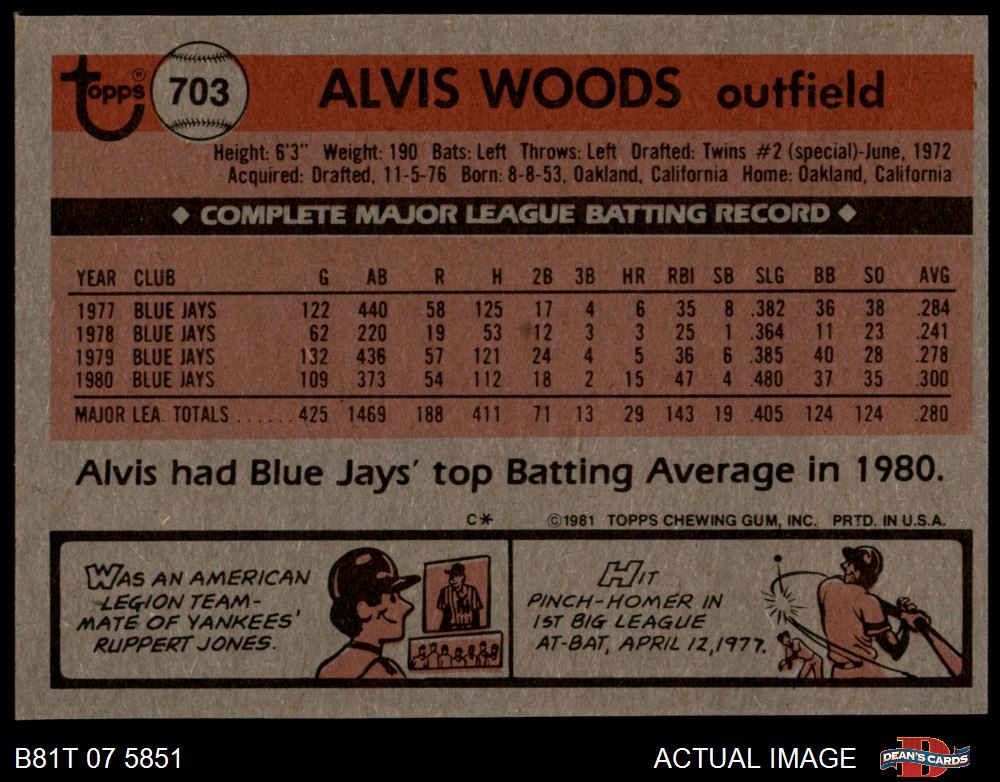 topps® 703 ALVIS WOODS outfield
Height: 6'3" Weight: 190 Bats: Left Throws: Left Drafted: Twins #2 (special)-June, 1972
Acquired: Drafted, 11-5-76 Born: 8-8-53, Oakland, California Home: Oakland, California
◆ COMPLETE MAJOR LEAGUE BATTING RECORD ◆
YEAR CLUB G AB R H 2B 3B HR RBI SB SLG BB SO AVG
1977 BLUE JAYS 122 440 58 125 17 4 6 35 8 .382 36 38 .284
1978 BLUE JAYS 62 220 19 53 12 3 3 25 1 .364 11 23 .241
1979 BLUE JAYS 132 436 57 121 24 4 5 36 6 .385 40 28 .278
1980 BLUE JAYS 109 373 54 112 18 2 15 47 4 .480 37 35 .300
MAJOR LEA. TOTALS ...... 425 1469 188 411 71 13 29 143 19 .405 124 124 .280
Alvis had Blue Jays' top Batting Average in 1980.
C* ©1981 TOPPS CHEWING GUM, INC. PRTD. IN U.S.A.
WAS AN AMERICAN
LEGION TEAM-
MATE OF YANKEES'
RUPPERT JONES.
HIT
PINCH-HOMER IN
1ST BIG LEAGUE
AT-BAT, APRIL 12, 1977.
B81T 07 5851 ACTUAL IMAGE DEAN'S CARDS